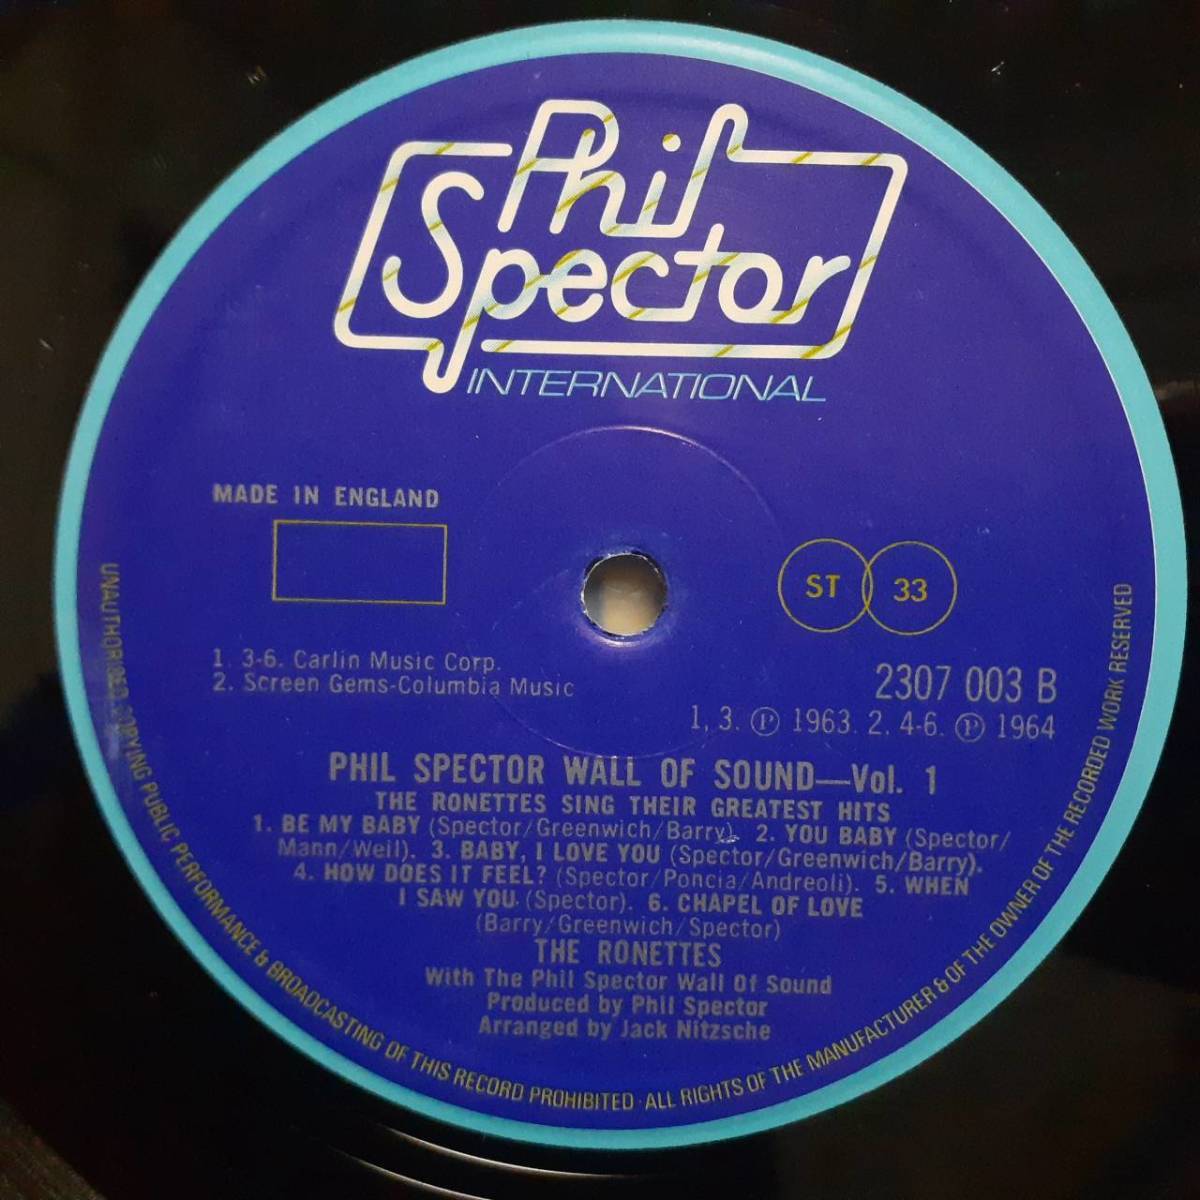 Phil
Spector
INTERNATIONAL
MADE IN ENGLAND
ST 33
1. 3-6. Carlin Music Corp.
2. Screen Gems-Columbia Music
2307 003 B
1, 3. ℗ 1963. 2. 4-6. ℗ 1964
PHIL SPECTOR WALL OF SOUND—Vol. 1
THE RONETTES SING THEIR GREATEST HITS
1. BE MY BABY (Spector/Greenwich/Barry). 2. YOU BABY (Spector/
Mann/Weil). 3. BABY, I LOVE YOU (Spector/Greenwich/Barry).
4. HOW DOES IT FEEL? (Spector/Poncia/Andreoli). 5. WHEN
I SAW YOU (Spector). 6. CHAPEL OF LOVE
(Barry/Greenwich/Spector)
THE RONETTES
With The Phil Spector Wall Of Sound
Produced by Phil Spector
Arranged by Jack Nitzsche
UNAUTHORISED COPYING PUBLIC PERFORMANCE & BROADCASTING OF THIS RECORD PROHIBITED · ALL RIGHTS OF THE MANUFACTURER & OF THE OWNER OF THE RECORDED WORK RESERVED